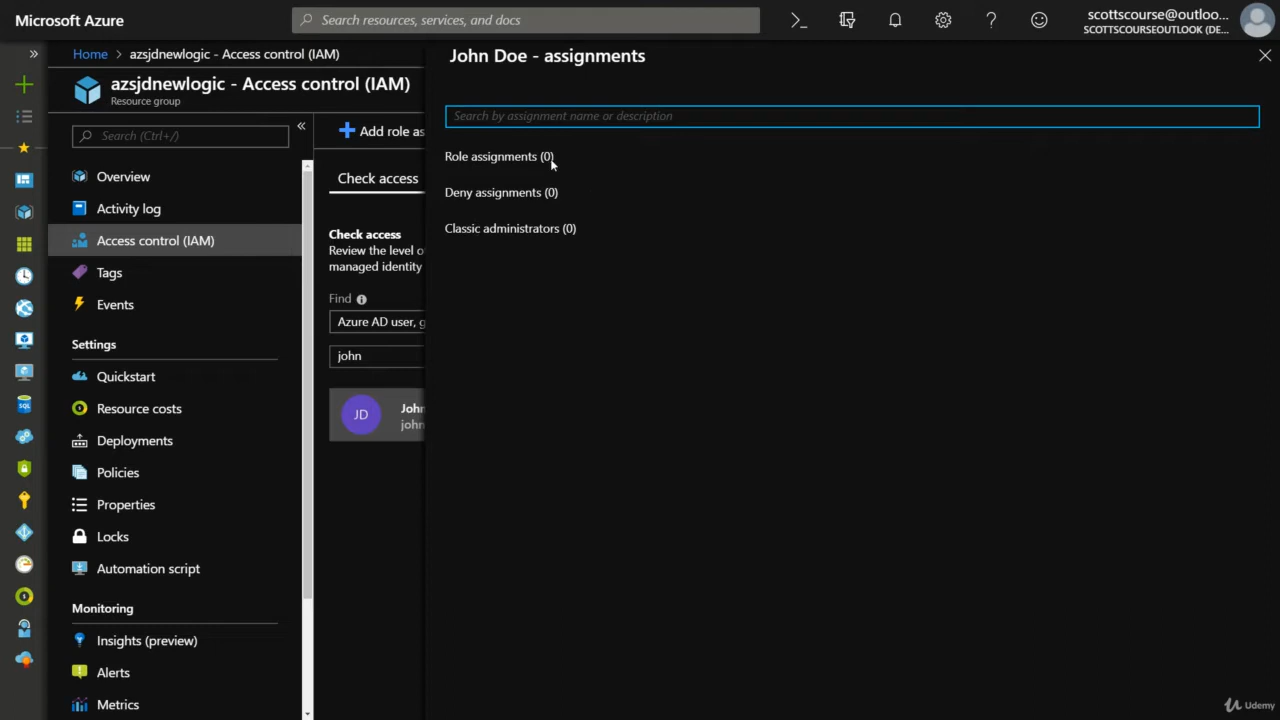 Microsoft Azure
Search resources, services, and docs
scottscourse@outloo...
SCOTTSCOURSEOUTLOOK (DE...
Home > azsjdnewlogic - Access control (IAM)
azsjdnewlogic - Access control (IAM)
Resource group
Search (Ctrl+/)
Overview
Activity log
Access control (IAM)
Tags
Events
Settings
Quickstart
Resource costs
Deployments
Policies
Properties
Locks
Automation script
Monitoring
Insights (preview)
Alerts
Metrics
Add role as
Check access
Check access
Review the level o
managed identity
Find
Azure AD user, g
john
JD
John
john
John Doe - assignments
Search by assignment name or description
Role assignments (0)
Deny assignments (0)
Classic administrators (0)
SQL
Udemy